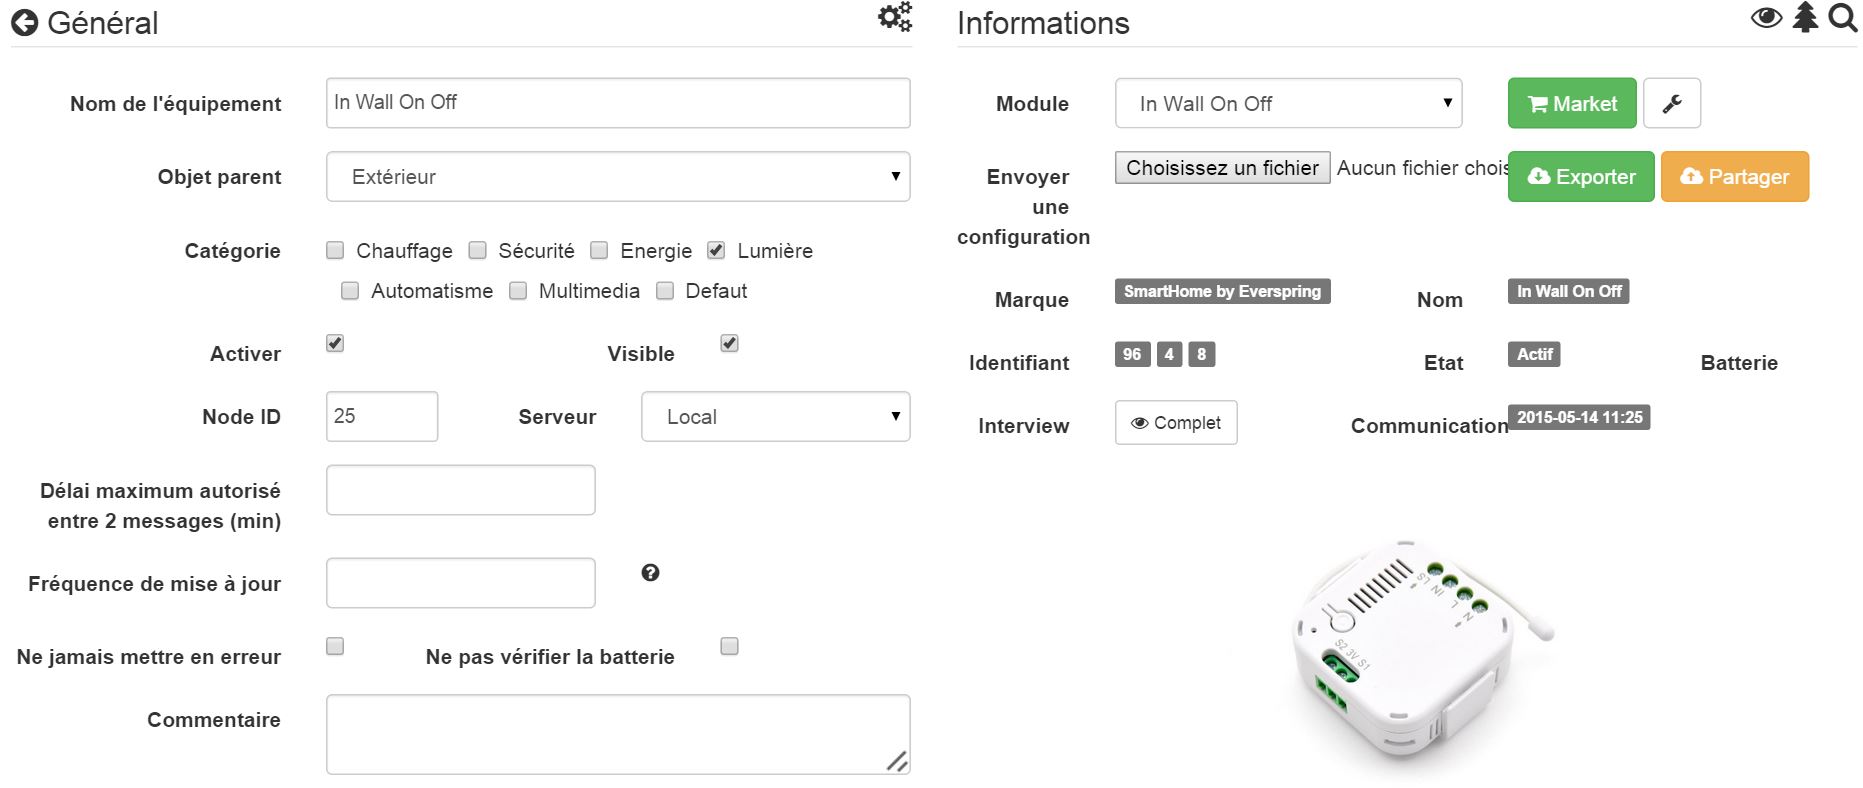 Général
Informations
Nom de l'équipement
In Wall On Off
Module
In Wall On Off
Market
Objet parent
Extérieur
Envoyer
une
configuration
Choisissez un fichier
Aucun fichier chois
Exporter
Partager
Catégorie
Chauffage
Sécurité
Energie
Lumière
Automatisme
Multimedia
Defaut
Marque
SmartHome by Everspring
Nom
In Wall On Off
Activer
Visible
Identifiant
96 4 8
Etat
Actif
Batterie
Node ID
25
Serveur
Local
Interview
Complet
Communication
2015-05-14 11:25
Délai maximum autorisé
entre 2 messages (min)
Fréquence de mise à jour
Ne jamais mettre en erreur
Ne pas vérifier la batterie
Commentaire
LS
IN
L
N
S2 3V S1